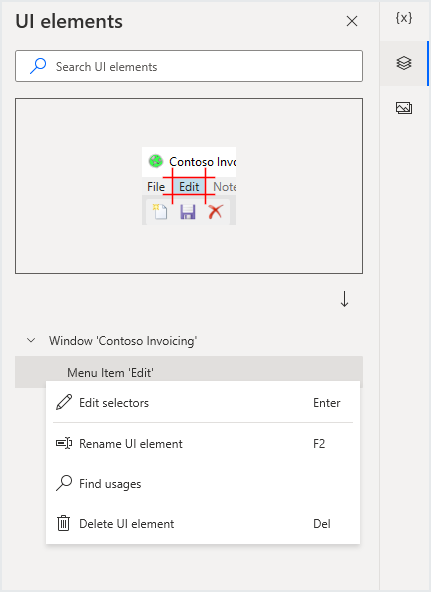 UI elements
{x}
Search UI elements
Contoso Invo
File Edit Note
Window 'Contoso Invoicing'
Menu Item 'Edit'
Edit selectors Enter
Rename UI element F2
Find usages
Delete UI element Del